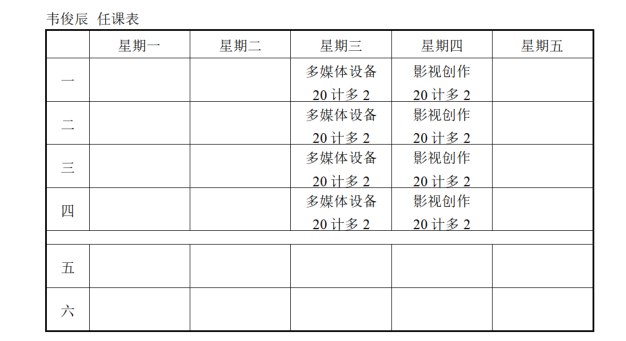 韦俊辰 任课表
星期一 星期二 星期三 星期四 星期五
一 多媒体设备 影视创作
20 计多 2 20 计多 2
二 多媒体设备 影视创作
20 计多 2 20 计多 2
三 多媒体设备 影视创作
20 计多 2 20 计多 2
四 多媒体设备 影视创作
20 计多 2 20 计多 2
五
六